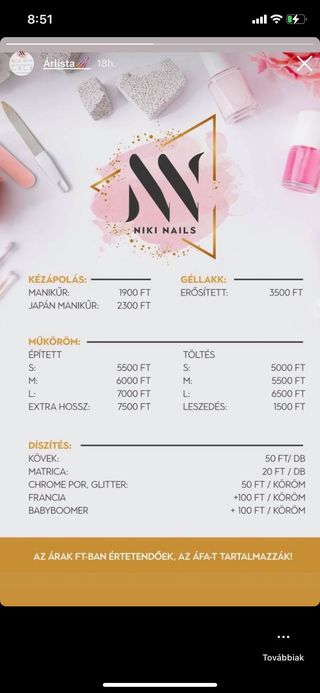 8:51
Árlista 18h.
NIKI NAILS
KÉZÁPOLÁS:
MANIKŰR: 1900 FT
JAPÁN MANIKŰR: 2300 FT
GÉLLAKK:
ERŐSÍTETT: 3500 FT
MŰKÖRÖM:
ÉPÍTETT
S: 5500 FT
M: 6000 FT
L: 7000 FT
EXTRA HOSSZ: 7500 FT
TÖLTÉS
S: 5000 FT
M: 5500 FT
L: 6500 FT
LESZEDÉS: 1500 FT
DÍSZÍTÉS:
KÖVEK: 50 FT/ DB
MATRICA: 20 FT / DB
CHROME POR, GLITTER: 50 FT / KÖRÖM
FRANCIA +100 FT / KÖRÖM
BABYBOOMER + 100 FT / KÖRÖM
AZ ÁRAK FT-BAN ÉRTETENDŐEK, AZ ÁFA-T TARTALMAZZÁK!
Továbbiak